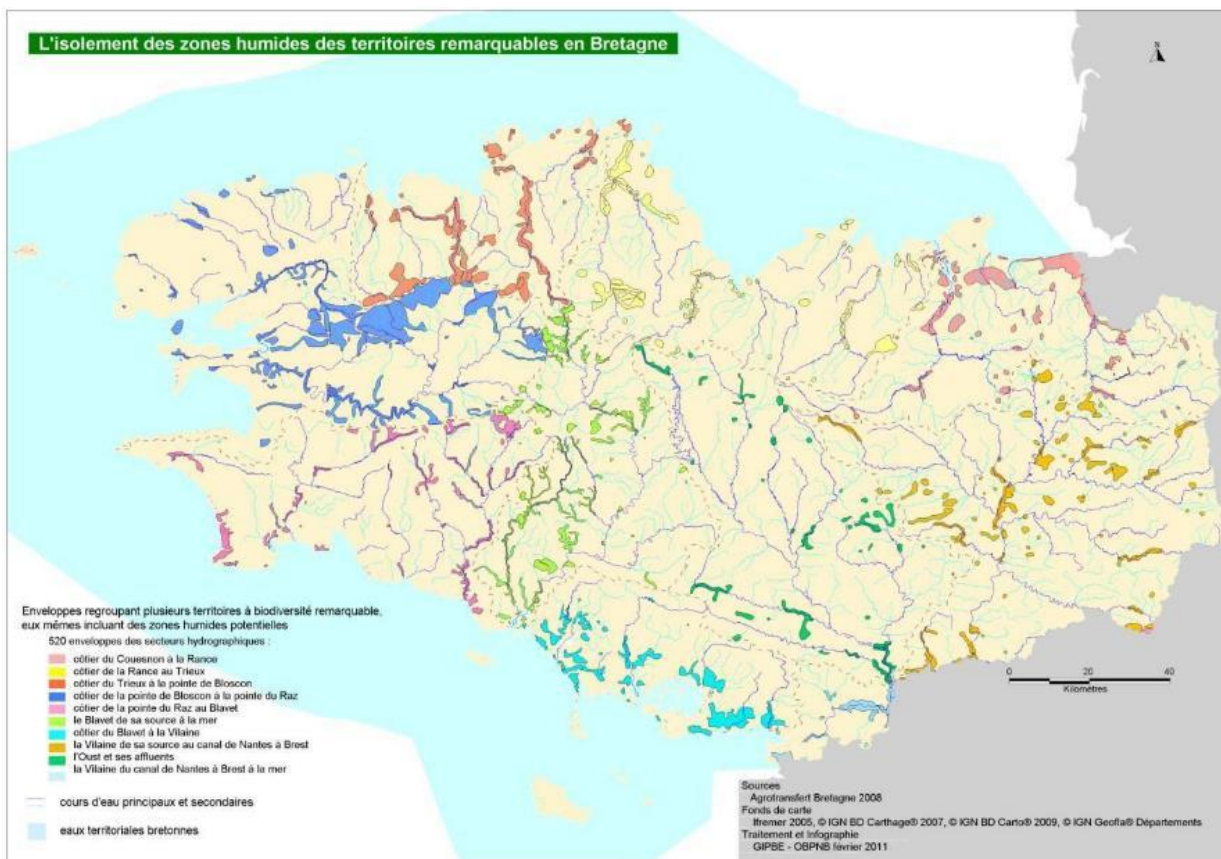 L'isolement des zones humides des territoires remarquables en Bretagne
N
Enveloppes regroupant plusieurs territoires à biodiversité remarquable,
eux mêmes incluant des zones humides potentielles
520 enveloppes des secteurs hydrographiques :
côtier du Couesnon à la Rance
côtier de la Rance au Trieux
côtier du Trieux à la pointe de Bloscon
côtier de la pointe de Bloscon à la pointe du Raz
côtier de la pointe du Raz au Blavet
le Blavet de sa source à la mer
côtier du Blavet à la Vilaine
la Vilaine de sa source au canal de Nantes à Brest
l'Oust et ses affluents
la Vilaine du canal de Nantes à Brest à la mer
cours d'eau principaux et secondaires
eaux territoriales bretonnes
0 20 40
Kilomètres
Sources
Agrotransfert Bretagne 2008
Fonds de carte
Ifremer 2005, © IGN BD Carthage® 2007, © IGN BD Carto® 2009, © IGN Geofla® Départements
Traitement et infographie
GIPBE - OBPNB février 2011